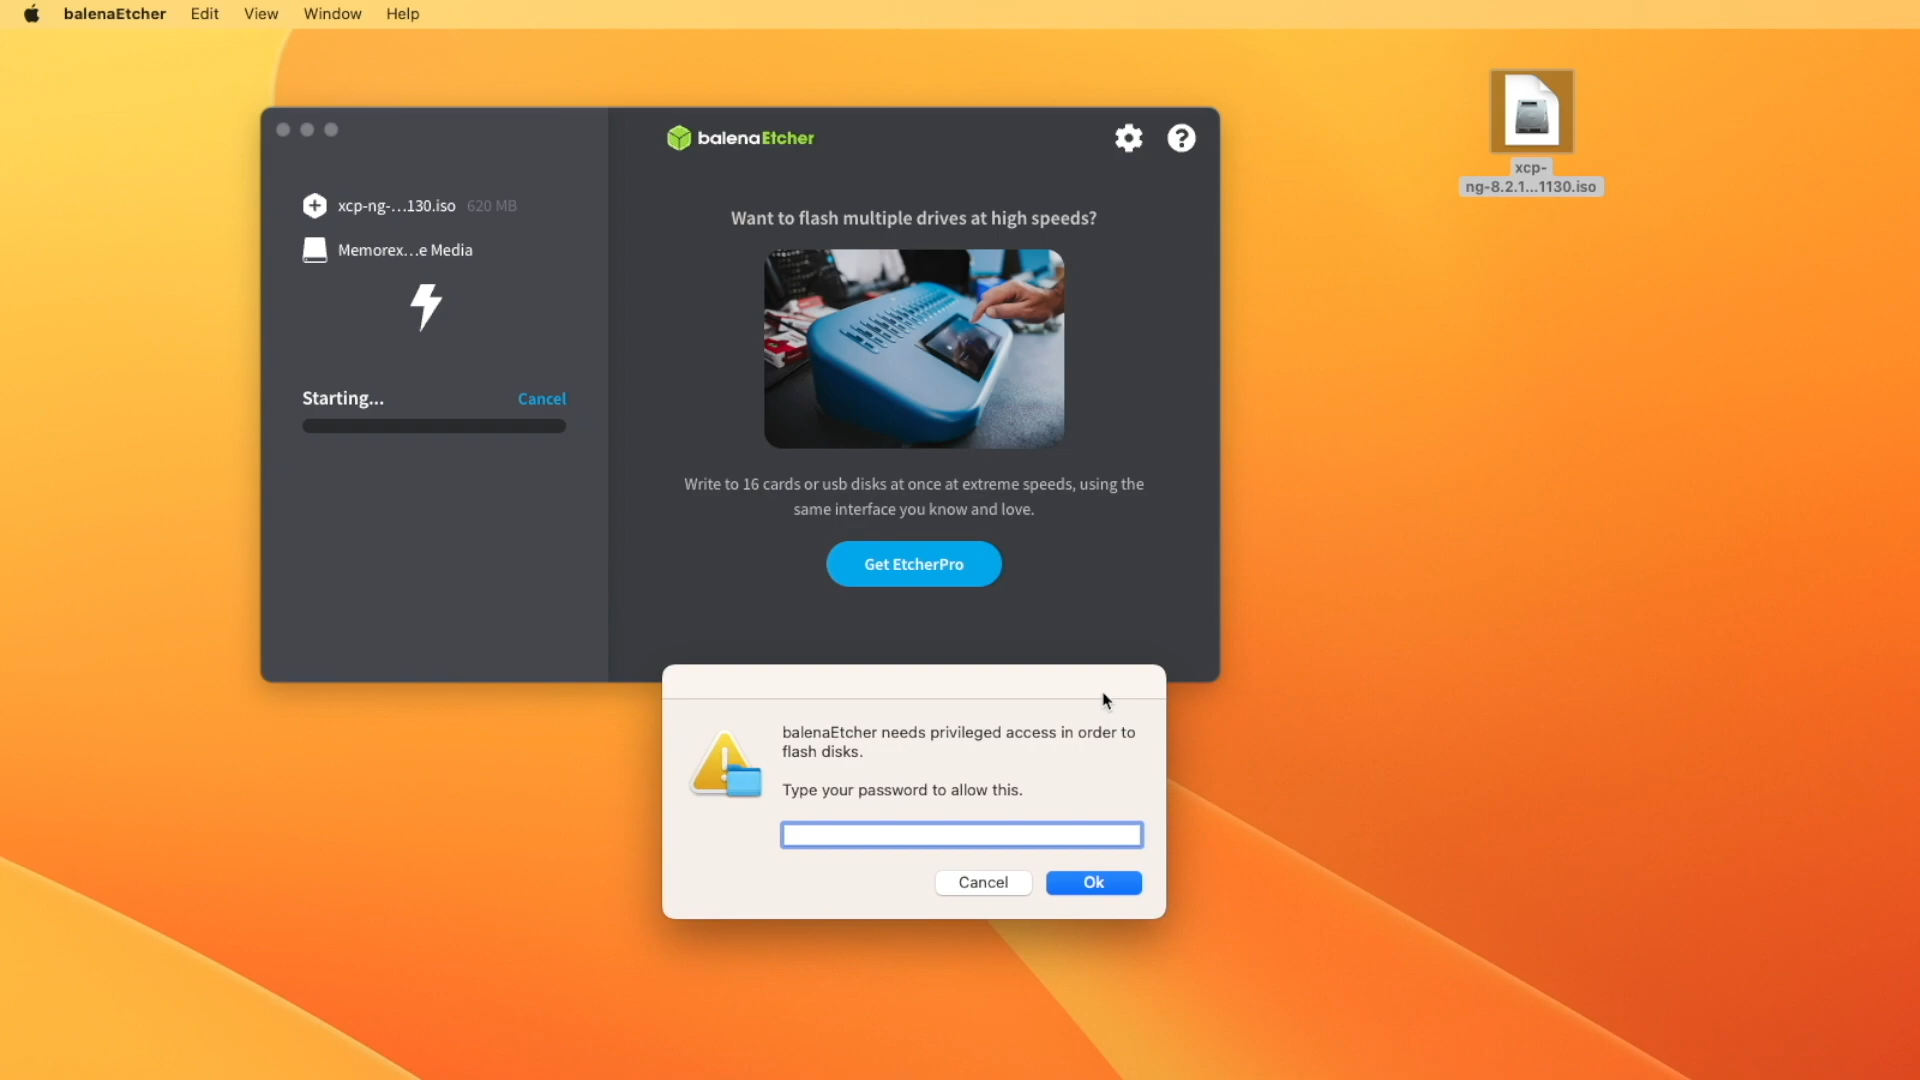 balenaEtcher Edit View Window Help
balenaEtcher
xcp-
ng-8.2.1...1130.iso
xcp-ng-...130.iso 620 MB
Memorex...e Media
Want to flash multiple drives at high speeds?
Starting... Cancel
Write to 16 cards or usb disks at once at extreme speeds, using the
same interface you know and love.
Get EtcherPro
balenaEtcher needs privileged access in order to
flash disks.
Type your password to allow this.
Cancel Ok